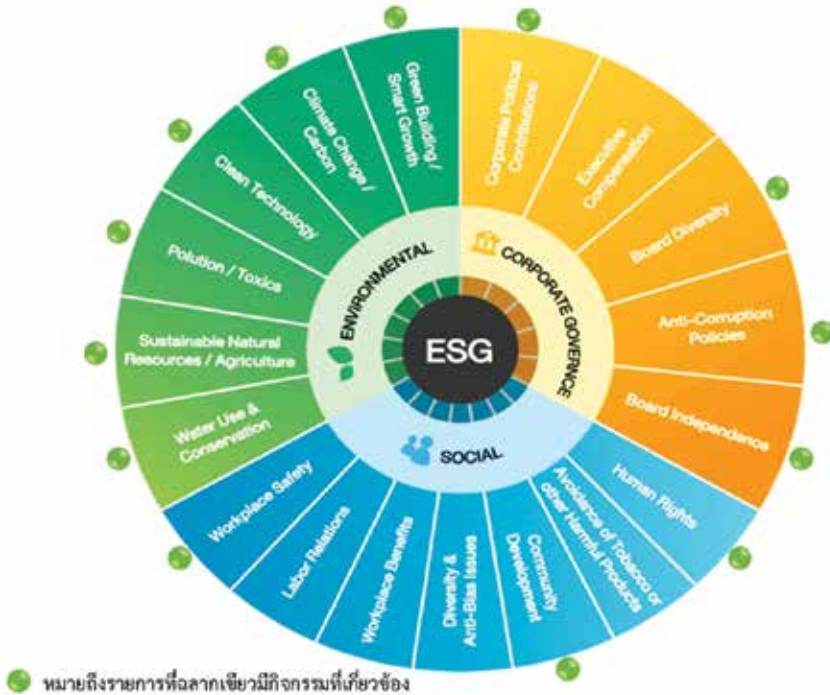 Green Building /
Smart Growth
Climate Change /
Carbon
Clean Technology
Polution / Toxics
Sustainable Natural
Resources / Agriculture
Water Use &
Conservation
ENVIRONMENTAL
Corporate Political
Contributions
Executive
Compensation
Board Diversity
Anti-Corruption
Policies
Board Independence
CORPORATE GOVERNCE
ESG
SOCIAL
Workplace Safety
Labor Relations
Workplace Benefits
Diversity &
Anti-Bias Issues
Community
Development
Avoidance of Tobacco or
other Harmful Products
Human Rights
หมายถึงรายการที่ฉลากเขียวมีกิจกรรมที่เกี่ยวข้อง